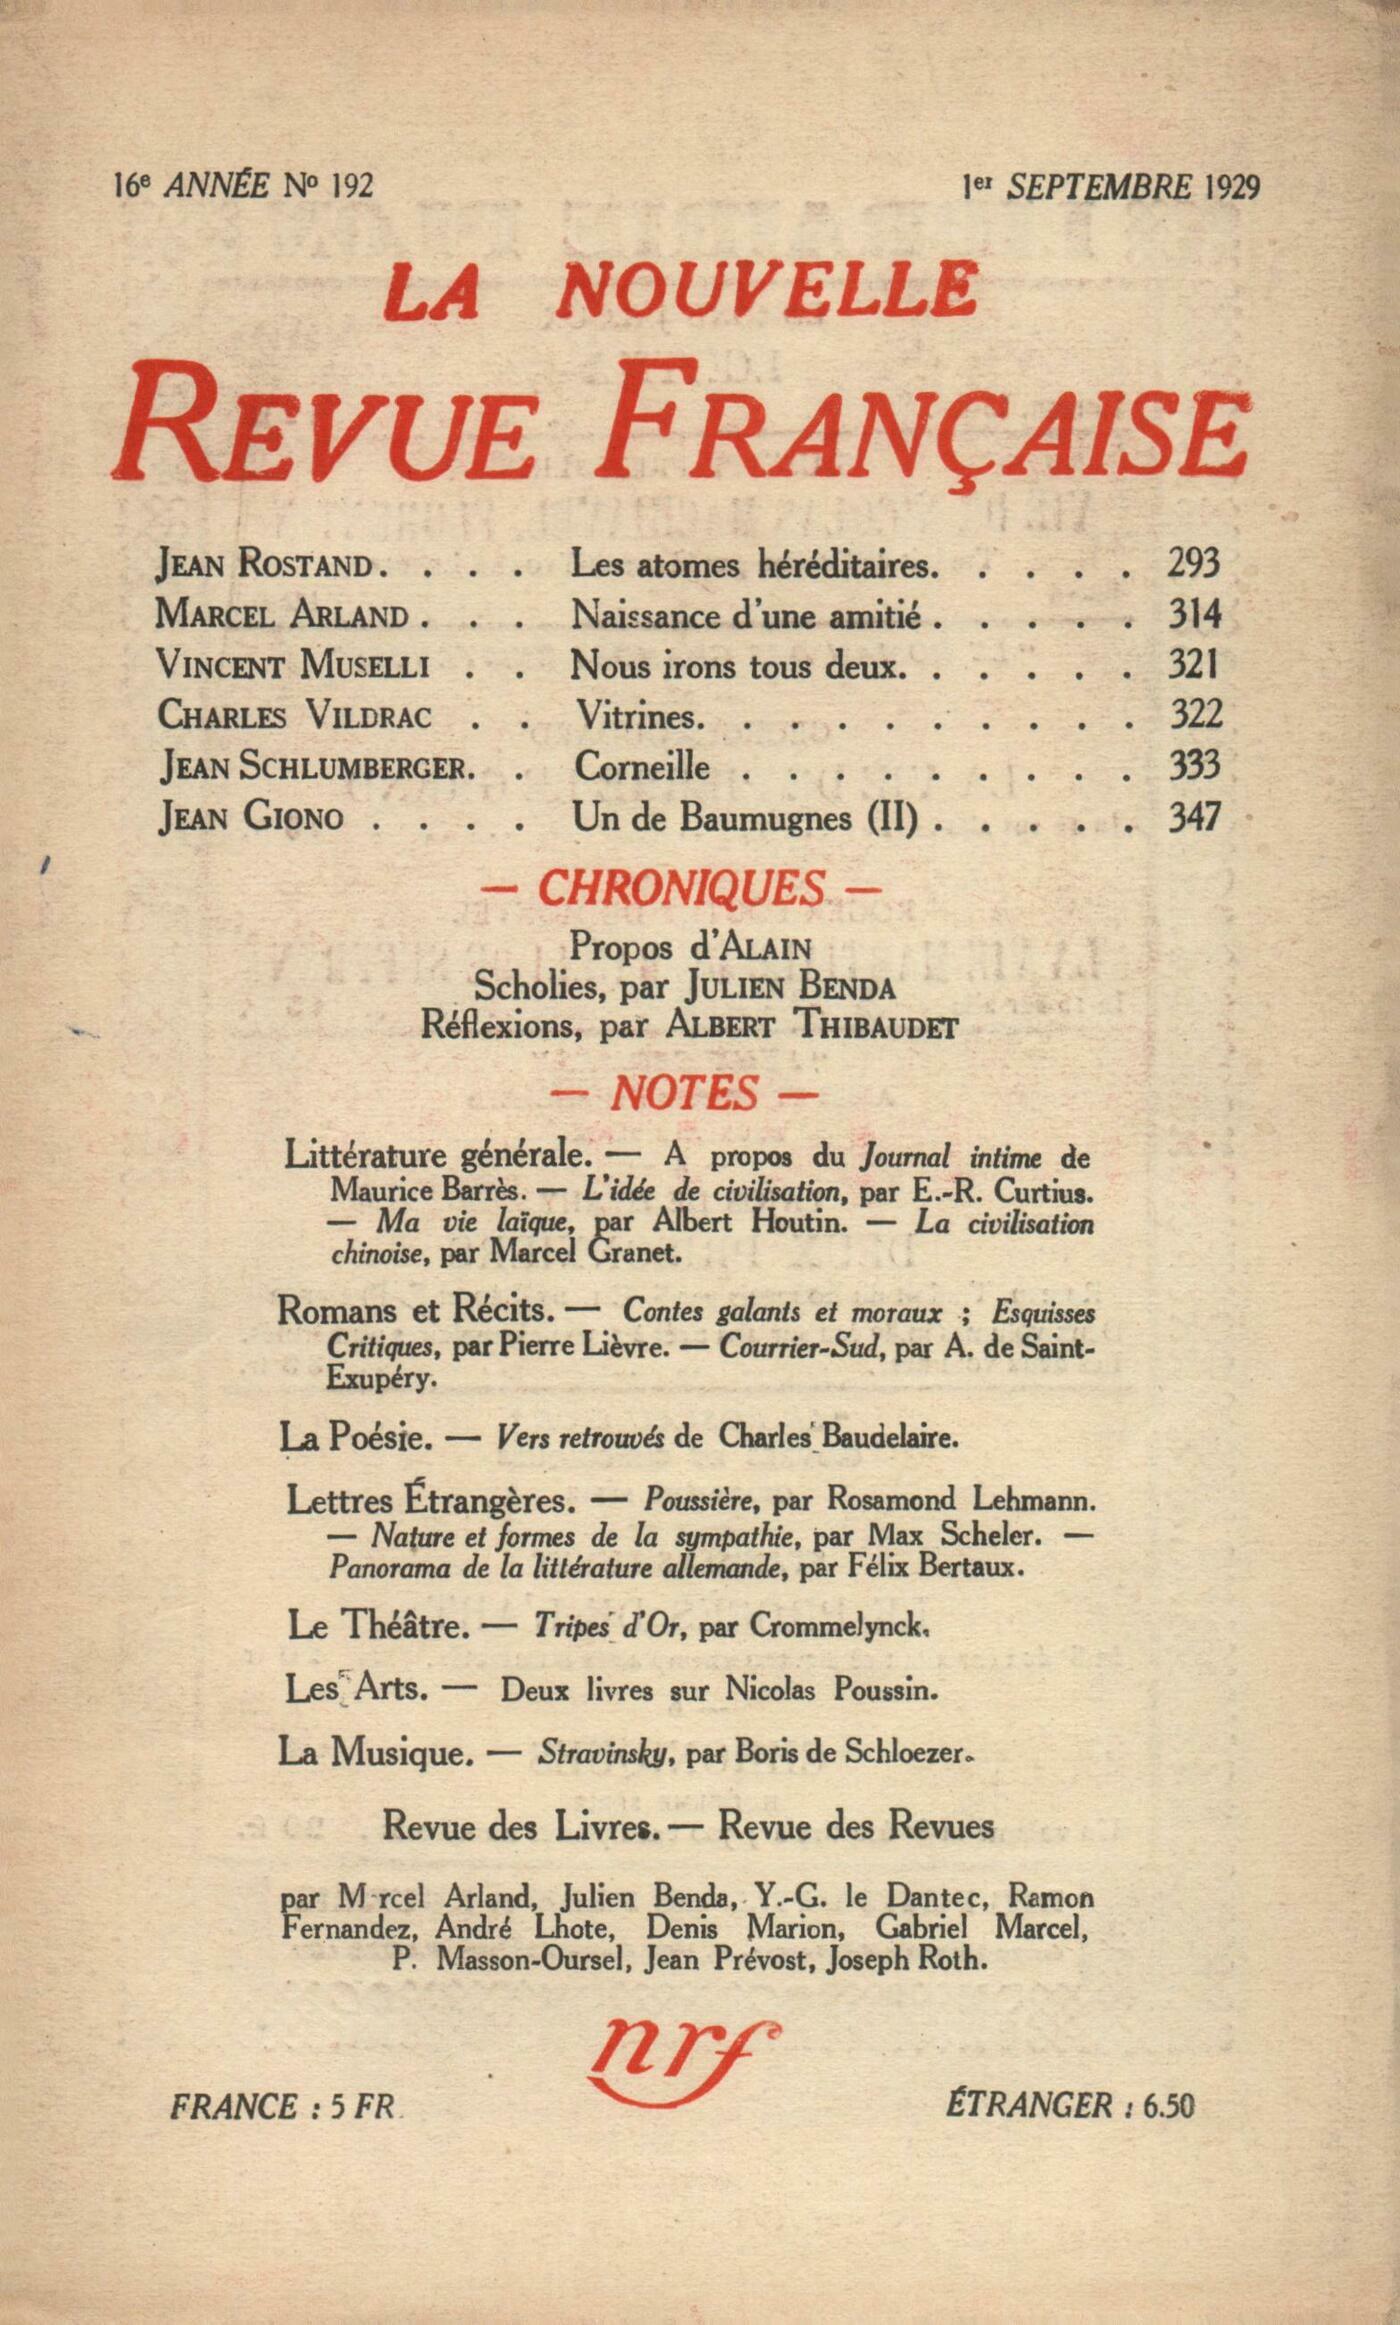 16e ANNÉE No 192
1er SEPTEMBRE 1929
LA NOUVELLE
REVUE FRANÇAISE
JEAN ROSTAND. . . . Les atomes héréditaires. . . . . 293
MARCEL ARLAND . . . Naissance d'une amitié . . . . . 314
VINCENT MUSELLI . . Nous irons tous deux. . . . . . 321
CHARLES VILDRAC . . Vitrines. . . . . . . . . . 322
JEAN SCHLUMBERGER. . Corneille . . . . . . . . . 333
JEAN GIONO . . . . Un de Baumugnes (II) . . . . . 347
— CHRONIQUES —
Propos d'ALAIN
Scholies, par JULIEN BENDA
Réflexions, par ALBERT THIBAUDET
— NOTES —
Littérature générale. — A propos du Journal intime de
Maurice Barrès. — L'idée de civilisation, par E.-R. Curtius.
— Ma vie laïque, par Albert Houtin. — La civilisation
chinoise, par Marcel Granet.
Romans et Récits. — Contes galants et moraux ; Esquisses
Critiques, par Pierre Lièvre. — Courrier-Sud, par A. de Saint-
Exupéry.
La Poésie. — Vers retrouvés de Charles Baudelaire.
Lettres Étrangères. — Poussière, par Rosamond Lehmann.
— Nature et formes de la sympathie, par Max Scheler. —
Panorama de la littérature allemande, par Félix Bertaux.
Le Théâtre. — Tripes d'Or, par Crommelynck.
Les Arts. — Deux livres sur Nicolas Poussin.
La Musique. — Stravinsky, par Boris de Schloezer.
Revue des Livres. — Revue des Revues
par M rcel Arland, Julien Benda, Y.-G. le Dantec, Ramon
Fernandez, André Lhote, Denis Marion, Gabriel Marcel,
P. Masson-Oursel, Jean Prévost, Joseph Roth.
nrf
FRANCE : 5 FR.
ÉTRANGER : 6.50